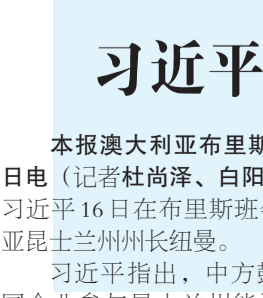 习近平
本报澳大利亚布里斯
日电（记者杜尚泽、白阳
习近平16日在布里斯班会
亚昆士兰州州长纽曼。
习近平指出，中方鼓